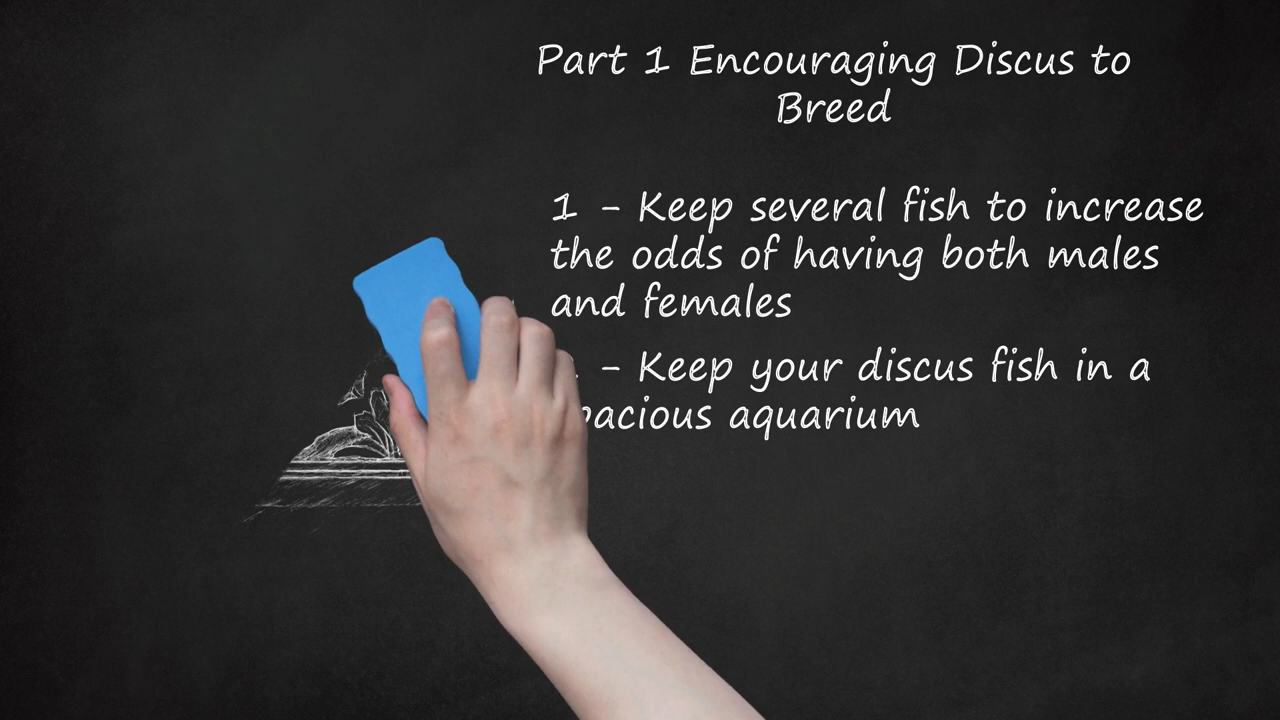 Part 1 Encouraging Discus to
Breed
1 - Keep several fish to increase
the odds of having both males
and females
- Keep your discus fish in a
aquarium